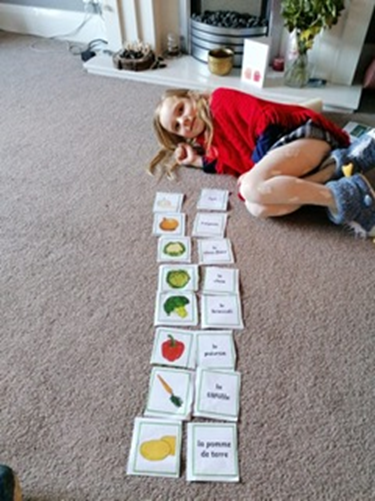 le
chou-fleur
le
chou
le
brocoli
le
poivron
la
carotte
la pomme
de terre